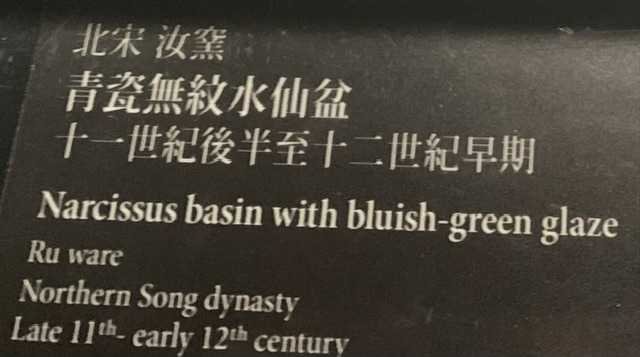 北宋 汝窯
青瓷無紋水仙盆
十一世紀後半至十二世紀早期
Narcissus basin with bluish-green glaze
Ru ware
Northern Song dynasty
Late 11th- early 12th century